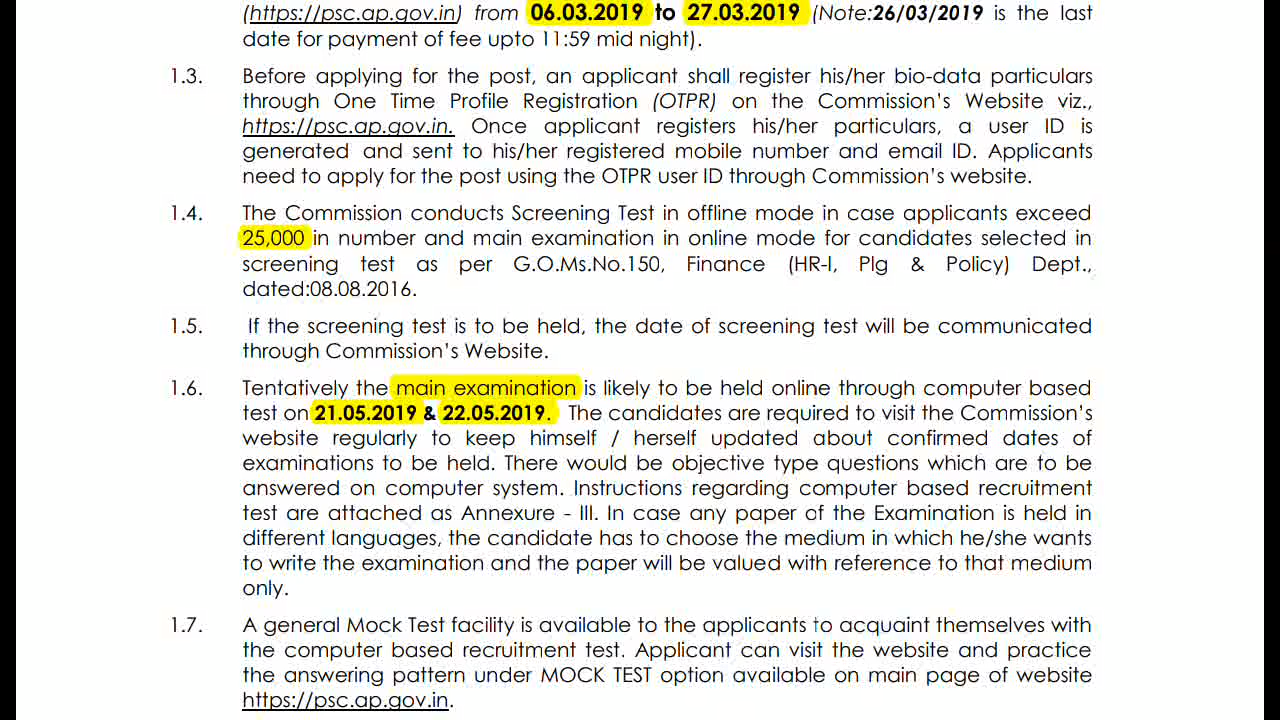 (https://psc.ap.gov.in) from 06.03.2019 to 27.03.2019 (Note:26/03/2019 is the last
date for payment of fee upto 11:59 mid night).
1.3. Before applying for the post, an applicant shall register his/her bio-data particulars
through One Time Profile Registration (OTPR) on the Commission's Website viz.,
https://psc.ap.gov.in. Once applicant registers his/her particulars, a user ID is
generated and sent to his/her registered mobile number and email ID. Applicants
need to apply for the post using the OTPR user ID through Commission's website.
1.4. The Commission conducts Screening Test in offline mode in case applicants exceed
25,000 in number and main examination in online mode for candidates selected in
screening test as per G.O.Ms.No.150, Finance (HR-I, Plg & Policy) Dept.,
dated:08.08.2016.
1.5. If the screening test is to be held, the date of screening test will be communicated
through Commission's Website.
1.6. Tentatively the main examination is likely to be held online through computer based
test on 21.05.2019 & 22.05.2019. The candidates are required to visit the Commission's
website regularly to keep himself / herself updated about confirmed dates of
examinations to be held. There would be objective type questions which are to be
answered on computer system. Instructions regarding computer based recruitment
test are attached as Annexure - III. In case any paper of the Examination is held in
different languages, the candidate has to choose the medium in which he/she wants
to write the examination and the paper will be valued with reference to that medium
only.
1.7. A general Mock Test facility is available to the applicants to acquaint themselves with
the computer based recruitment test. Applicant can visit the website and practice
the answering pattern under MOCK TEST option available on main page of website
https://psc.ap.gov.in.